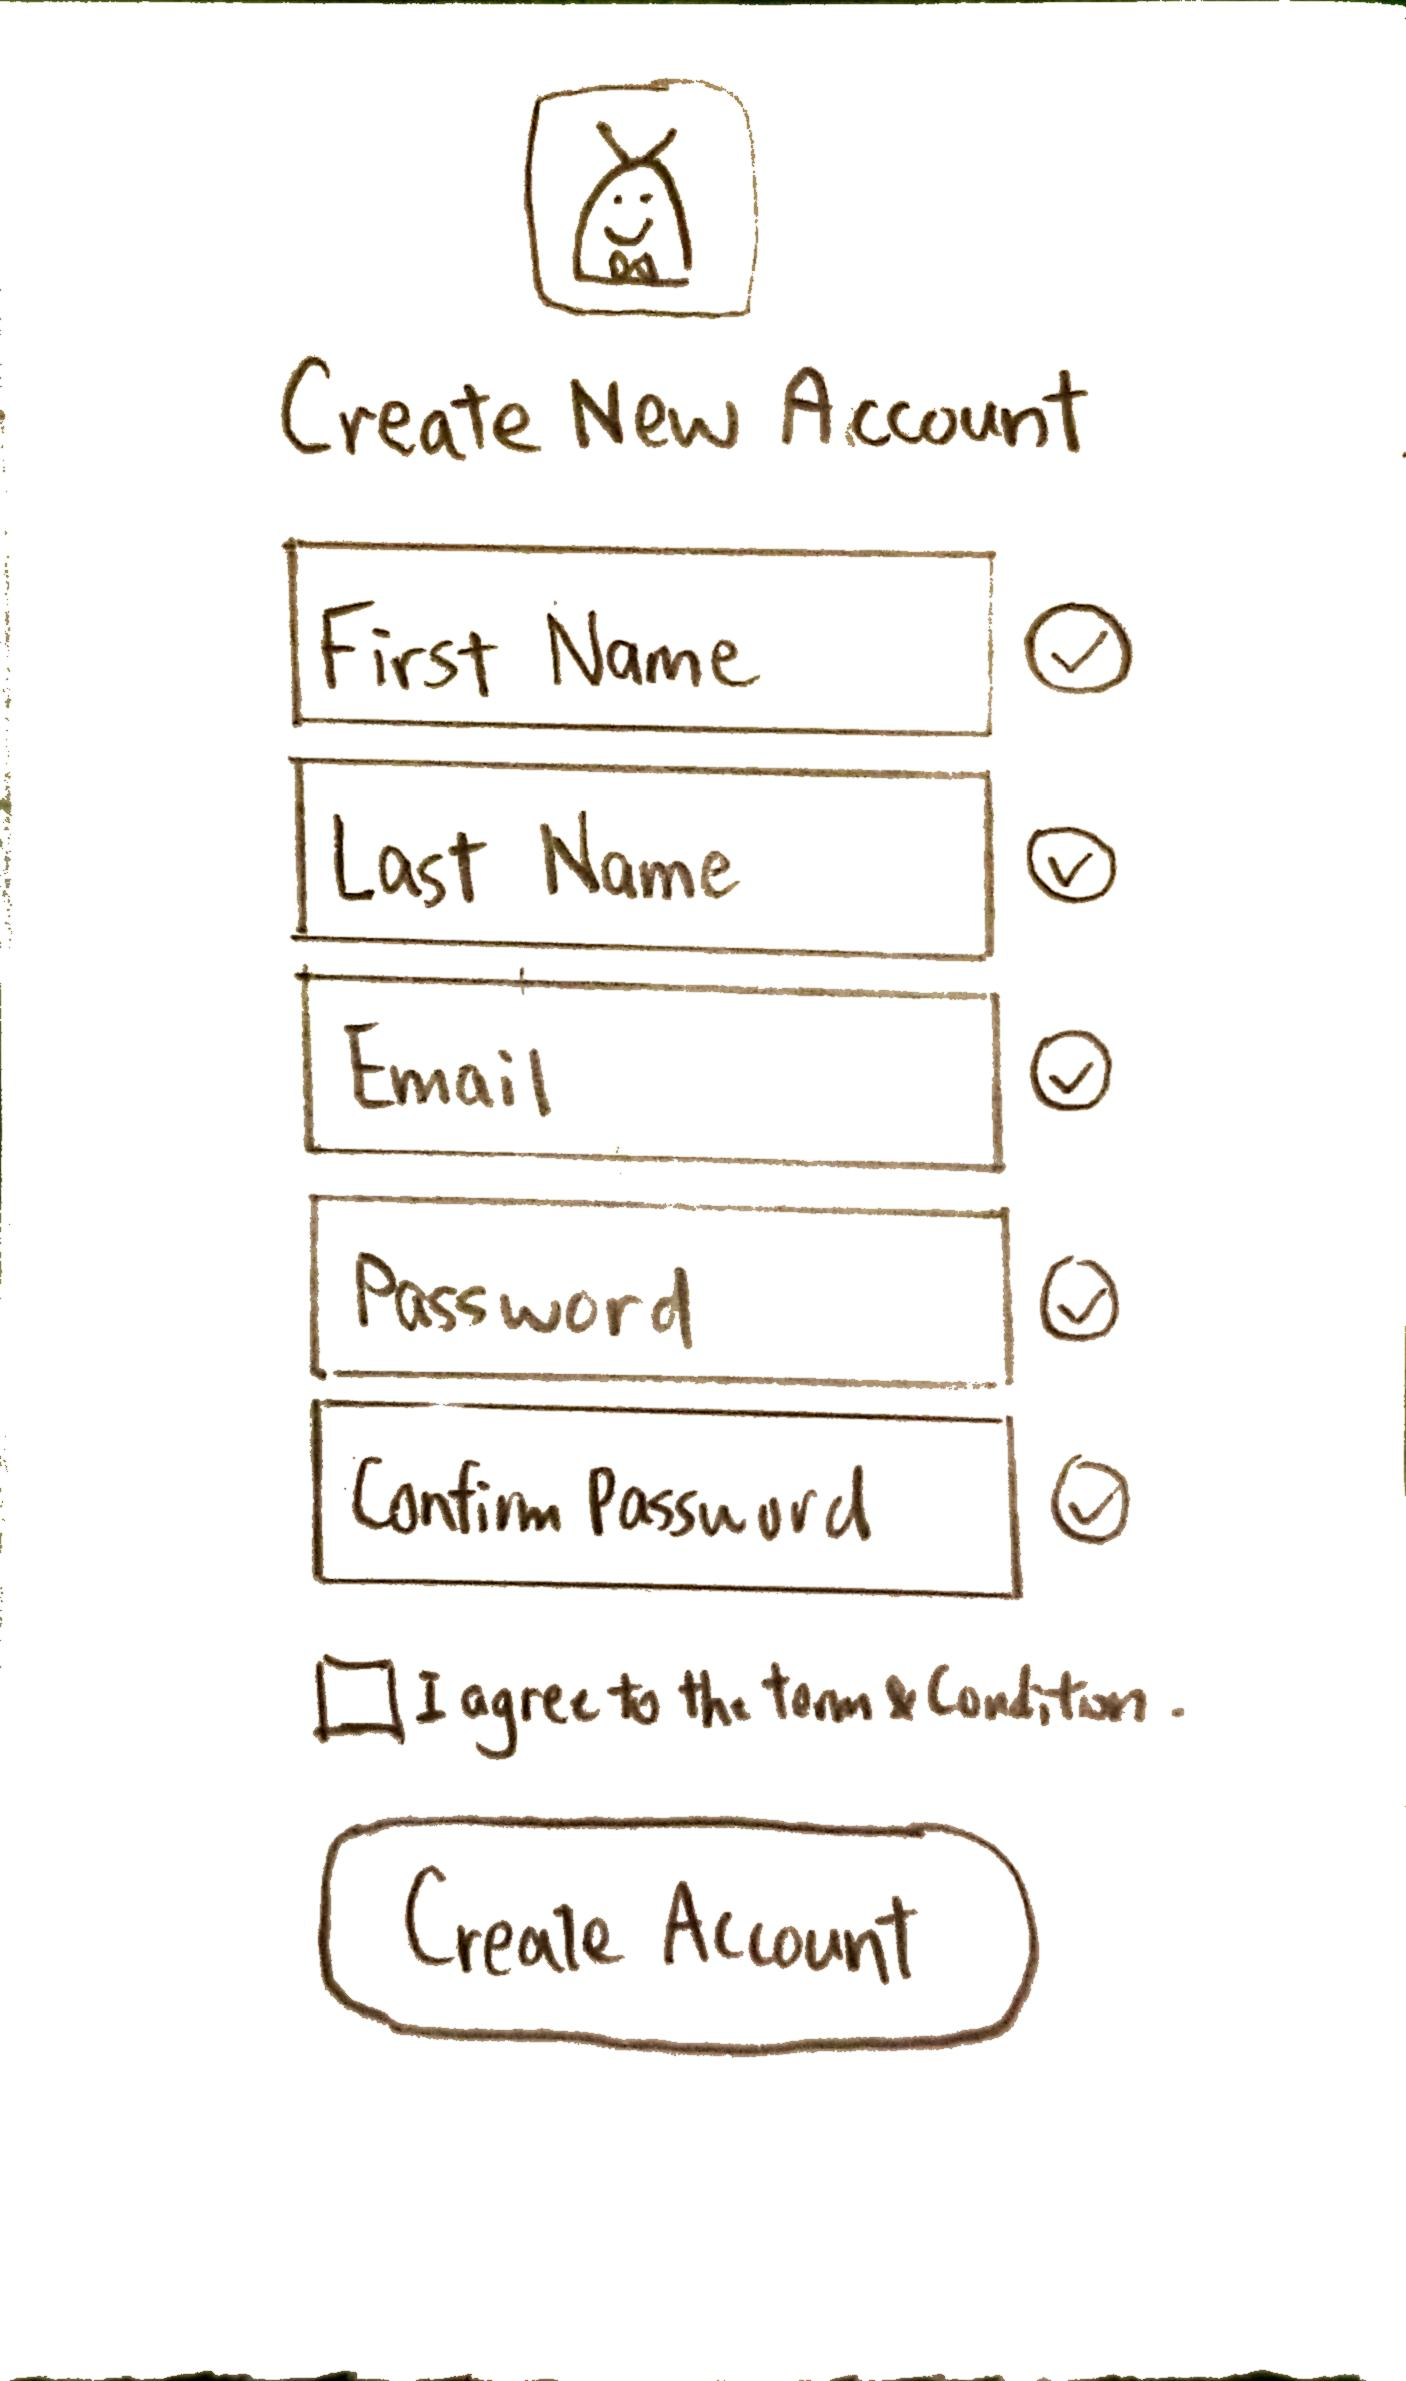 Create New Account
First Name
Last Name
Email
Password
Confirm Password
I agree to the term & Condition.
Create Account